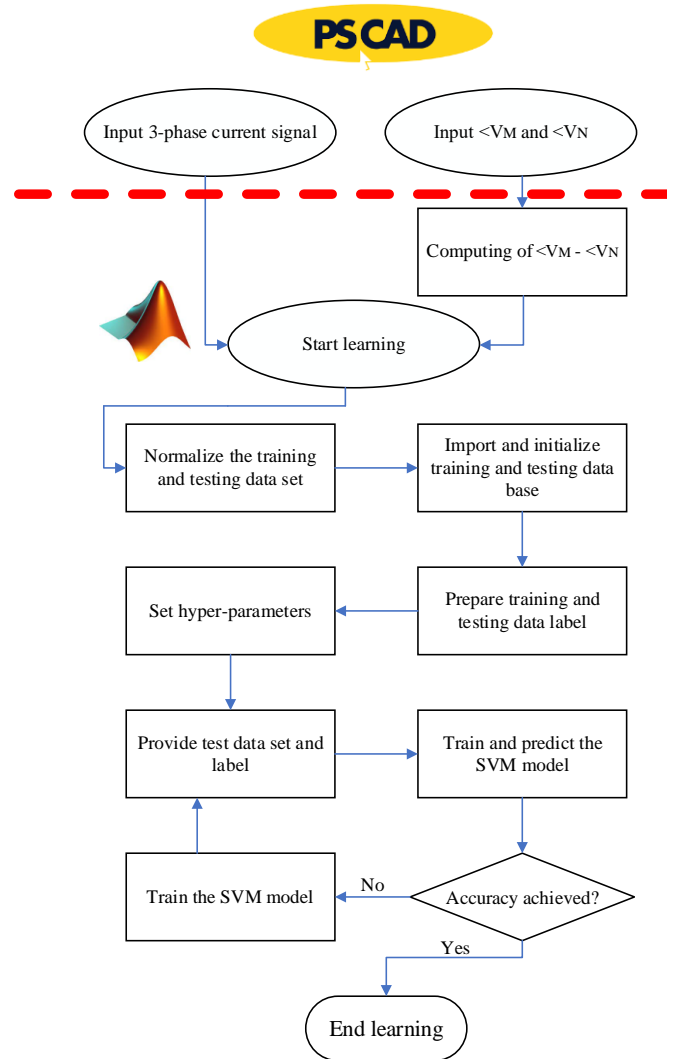 PSCAD
Input 3-phase current signal
Input <VM and <VN
Computing of <VM - <VN
Start learning
Normalize the training
and testing data set
Import and initialize
training and testing data
base
Set hyper-parameters
Prepare training and
testing data label
Provide test data set and
label
Train and predict the
SVM model
Train the SVM model
No
Accuracy achieved?
Yes
End learning